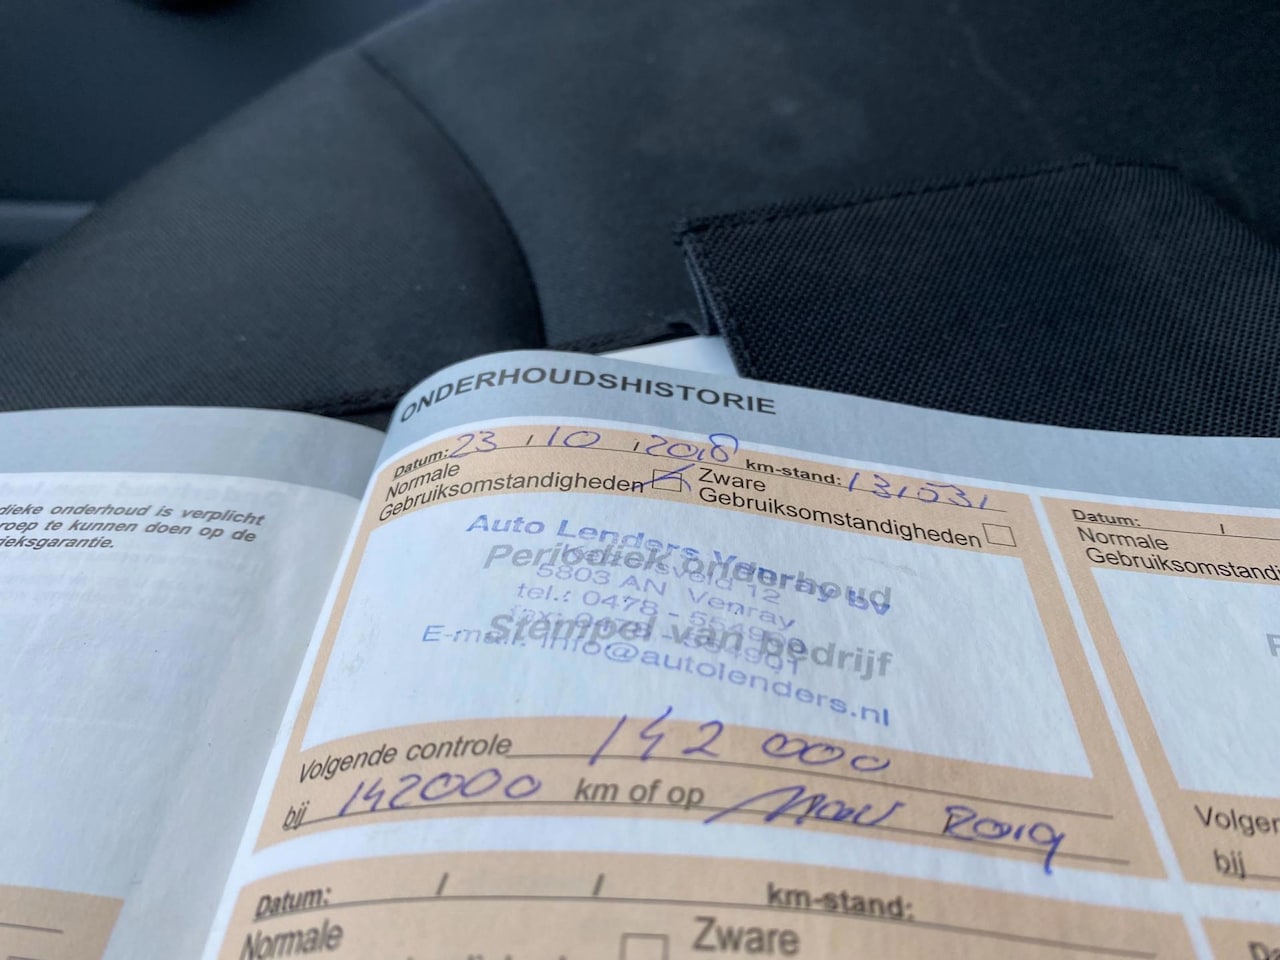 dieke onderhoud is verplicht
roep te kunnen doen op de
ieksgarantie.
ONDERHOUDSHISTORIE
Datum: 23 / 10 / 2018 km-stand: 131531
Normale Gebruiksomstandigheden Zware Gebruiksomstandigheden
Auto Lenders Venray bv
Periodiek onderhoud
5803 AN Venray
tel.: 0478 -
Stempel van bedrijf
E-mail: info@autolenders.nl
Volgende controle 142 000
bij 142000 km of op 2019
Datum: / / km-stand:
Normale Zware
Datum: /
Normale
Gebruiksomstandi
Volgen
bij